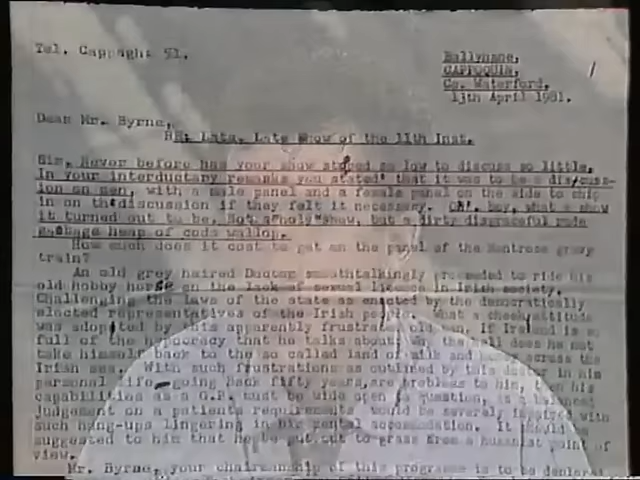 Tel. Cappaghe 51.
Ballyname,
CAPPOQUIN,
Co. Waterford,
13th April 1981.
Dear Mr. Byrne,
RE: Late, Late Show of the 11th Inst.
Sir, Never before has your show stooped so low to discuss so little.
In your interductary remarks you stated that it was to be a discuss-
ion on men, with a male panel and a female panel on the side to chip
in on the discussion if they felt it necessary. Oh, boy, what a show
it turned out to be. Not a "holy" show, but a dirty disgraceful rude
garbage heap of cods wallop.
How much does it cost to get on the panel of the Montrose gravy
train?
An old grey haired Doctor smoothtalkingly proceeded to ride his
old hobby horse on the lack of sexual licence in Irish society.
Challenging the laws of the state as enacted by the democratically
elected representatives of the Irish people. What a cheek attitude
was adopted by this apparently frustrated old man. If Ireland is so
full of the hypocracy that he talks about, why the hell does he not
take himself back to the so called land of milk and honey across the
Irish sea. With such frustrations as outlined by this doctor in his
personal life going back fifty years are problems to him, then his
capabilities as a G.P. must be wide open to question, as a balanced
judgement on a patients requirements would be severely involved with
such hang-ups lingering in his mental accomodation. It should be
suggested to him that he be put out to grass from a humanist point of
view.
Mr. Byrne, your chairmanship of this programme is to be